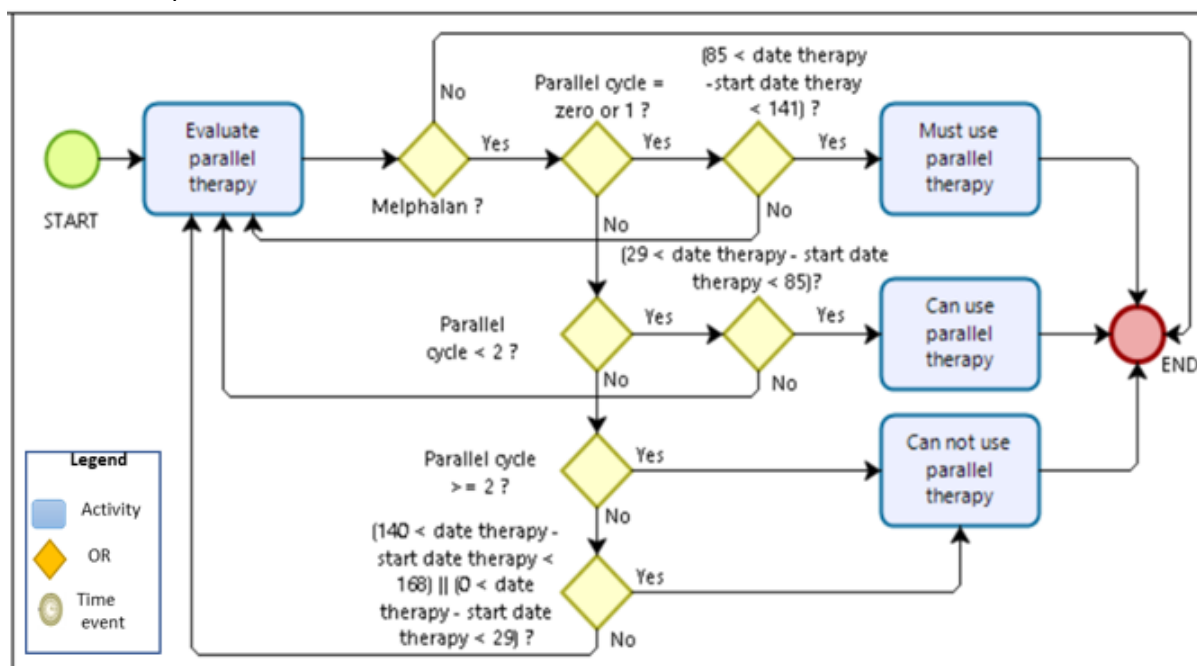 No
Parallel cycle =
zero or 1 ?
(85 < date therapy
-start date theray
< 141) ?
START
Evaluate
parallel
therapy
Melphalan ?
Yes
Yes
Yes
Must use
parallel
therapy
No
No
(29 < date therapy - start date
therapy < 85)?
Parallel
cycle < 2 ?
Yes
Yes
Can use
parallel
therapy
END
No
No
Parallel cycle
>= 2 ?
Yes
Can not use
parallel
therapy
No
(140 < date therapy -
start date therapy <
168) || (0 < date
therapy - start date
therapy < 29) ?
Yes
No
Legend
Activity
OR
Time
event